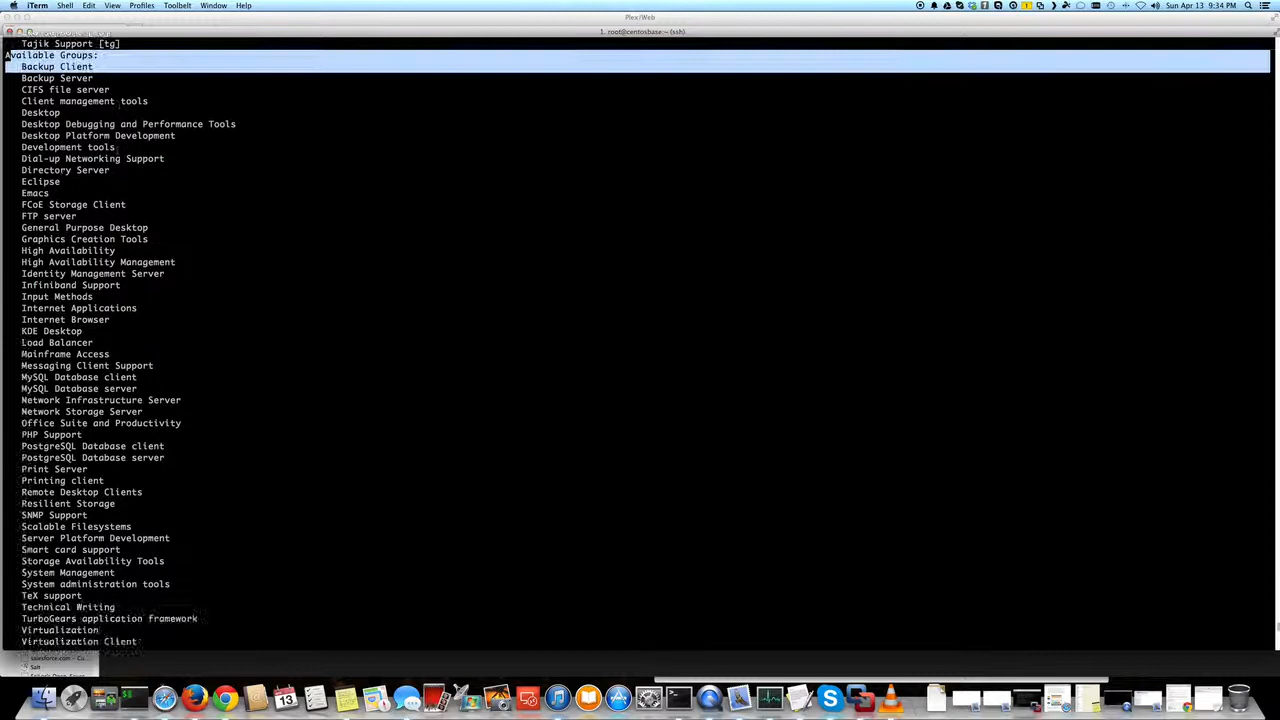 iTerm Shell Edit View Profiles Toolbelt Window Help
1 Sun Apr 13 9:34 PM
Plex/Web
1. root@centosbase:~ (ssh)
Tajik Support [tg]
Available Groups:
Backup Client
Backup Server
CIFS file server
Client management tools
Desktop
Desktop Debugging and Performance Tools
Desktop Platform Development
Development tools
Dial-up Networking Support
Directory Server
Eclipse
Emacs
FCoE Storage Client
FTP server
General Purpose Desktop
Graphics Creation Tools
High Availability
High Availability Management
Identity Management Server
Infiniband Support
Input Methods
Internet Applications
Internet Browser
KDE Desktop
Load Balancer
Mainframe Access
Messaging Client Support
MySQL Database client
MySQL Database server
Network Infrastructure Server
Network Storage Server
Office Suite and Productivity
PHP Support
PostgreSQL Database client
PostgreSQL Database server
Print Server
Printing client
Remote Desktop Clients
Resilient Storage
SNMP Support
Scalable Filesystems
Server Platform Development
Smart card support
Storage Availability Tools
System Management
System administration tools
TeX support
Technical Writing
TurboGears application framework
Virtualization
Virtualization Client
salesforce.com
Salt
13